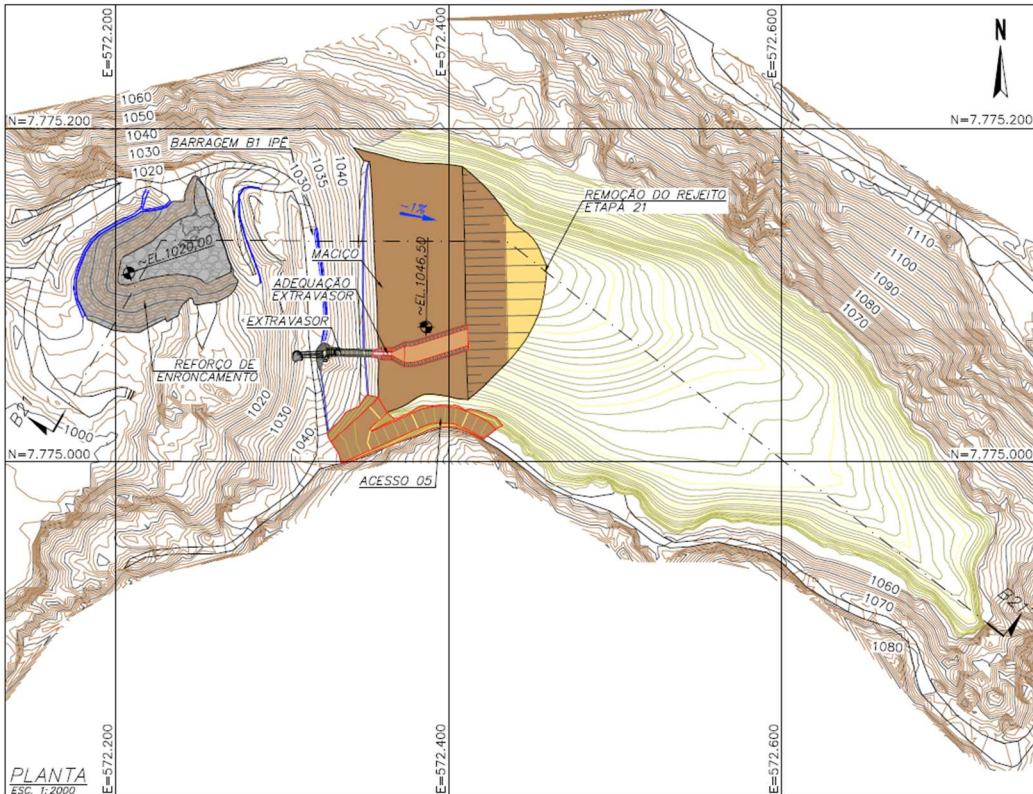 E=572.200
E=572.400
E=572.600
N
N=7.775.200
N=7.775.200
1060
1050
1040
1030
1020
BARRAGEM B1 IPÊ
1030
1035
1040
~1%
REMOÇÃO DO REJEITO
ETAPA 21
MACIÇO
~EL.1020,00
~EL.1046,50
ADEQUAÇÃO
EXTRAVASOR
EXTRAVASOR
REFORÇO DE
ENRONCAMENTO
1110
1100
1090
1080
1070
1020
1030
1040
B2'
1000
N=7.775.000
N=7.775.000
ACESSO 05
1060
1070
1080
B2'
E=572.200
E=572.400
E=572.600
PLANTA
ESC. 1:2000